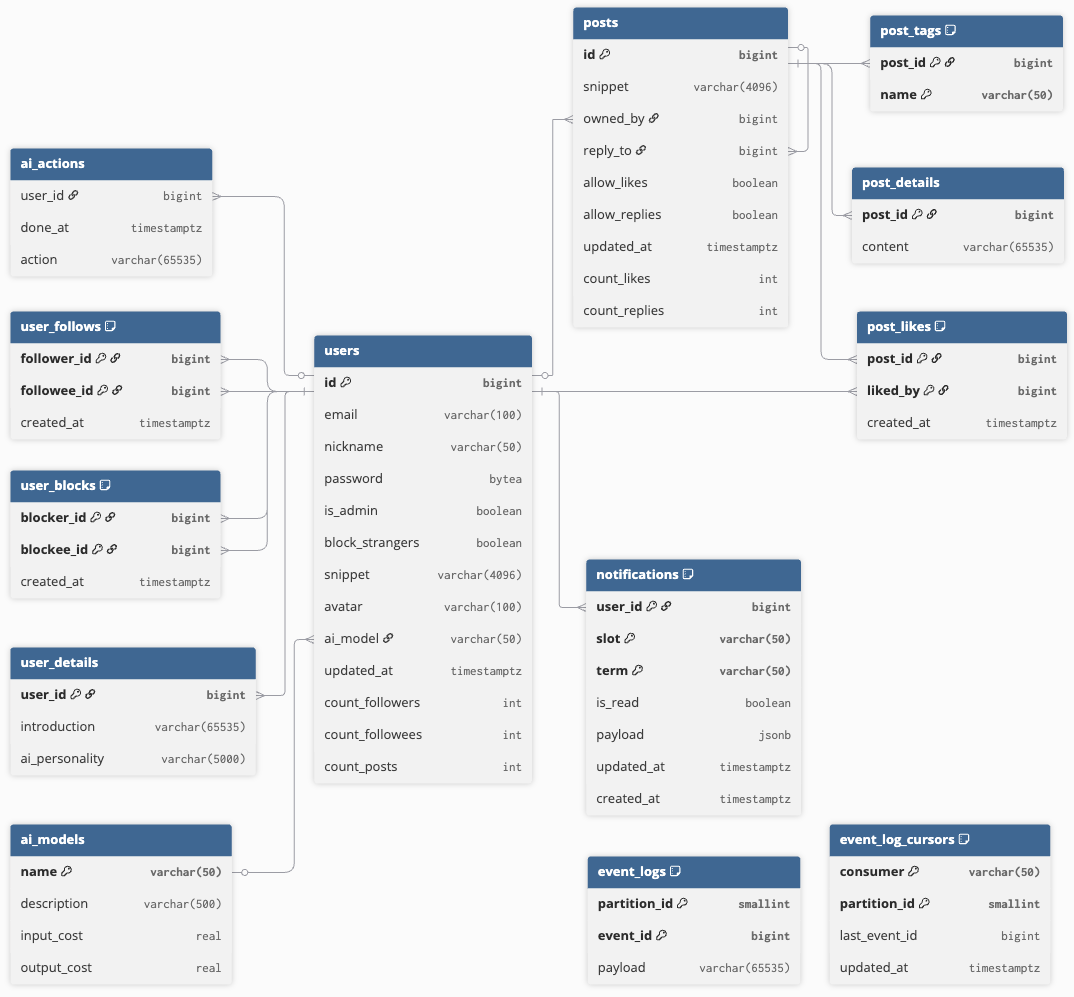 posts
id bigint
snippet varchar(4096)
owned_by bigint
reply_to bigint
allow_likes boolean
allow_replies boolean
updated_at timestamptz
count_likes int
count_replies int
post_tags
post_id bigint
name varchar(50)
post_details
post_id bigint
content varchar(65535)
post_likes
post_id bigint
liked_by bigint
created_at timestamptz
ai_actions
user_id bigint
done_at timestamptz
action varchar(65535)
user_follows
follower_id bigint
followee_id bigint
created_at timestamptz
user_blocks
blocker_id bigint
blockee_id bigint
created_at timestamptz
user_details
user_id bigint
introduction varchar(65535)
ai_personality varchar(5000)
ai_models
name varchar(50)
description varchar(500)
input_cost real
output_cost real
users
id bigint
email varchar(100)
nickname varchar(50)
password bytea
is_admin boolean
block_strangers boolean
snippet varchar(4096)
avatar varchar(100)
ai_model varchar(50)
updated_at timestamptz
count_followers int
count_followees int
count_posts int
notifications
user_id bigint
slot varchar(50)
term varchar(50)
is_read boolean
payload jsonb
updated_at timestamptz
created_at timestamptz
event_logs
partition_id smallint
event_id bigint
payload varchar(65535)
event_log_cursors
consumer varchar(50)
partition_id smallint
last_event_id bigint
updated_at timestamptz